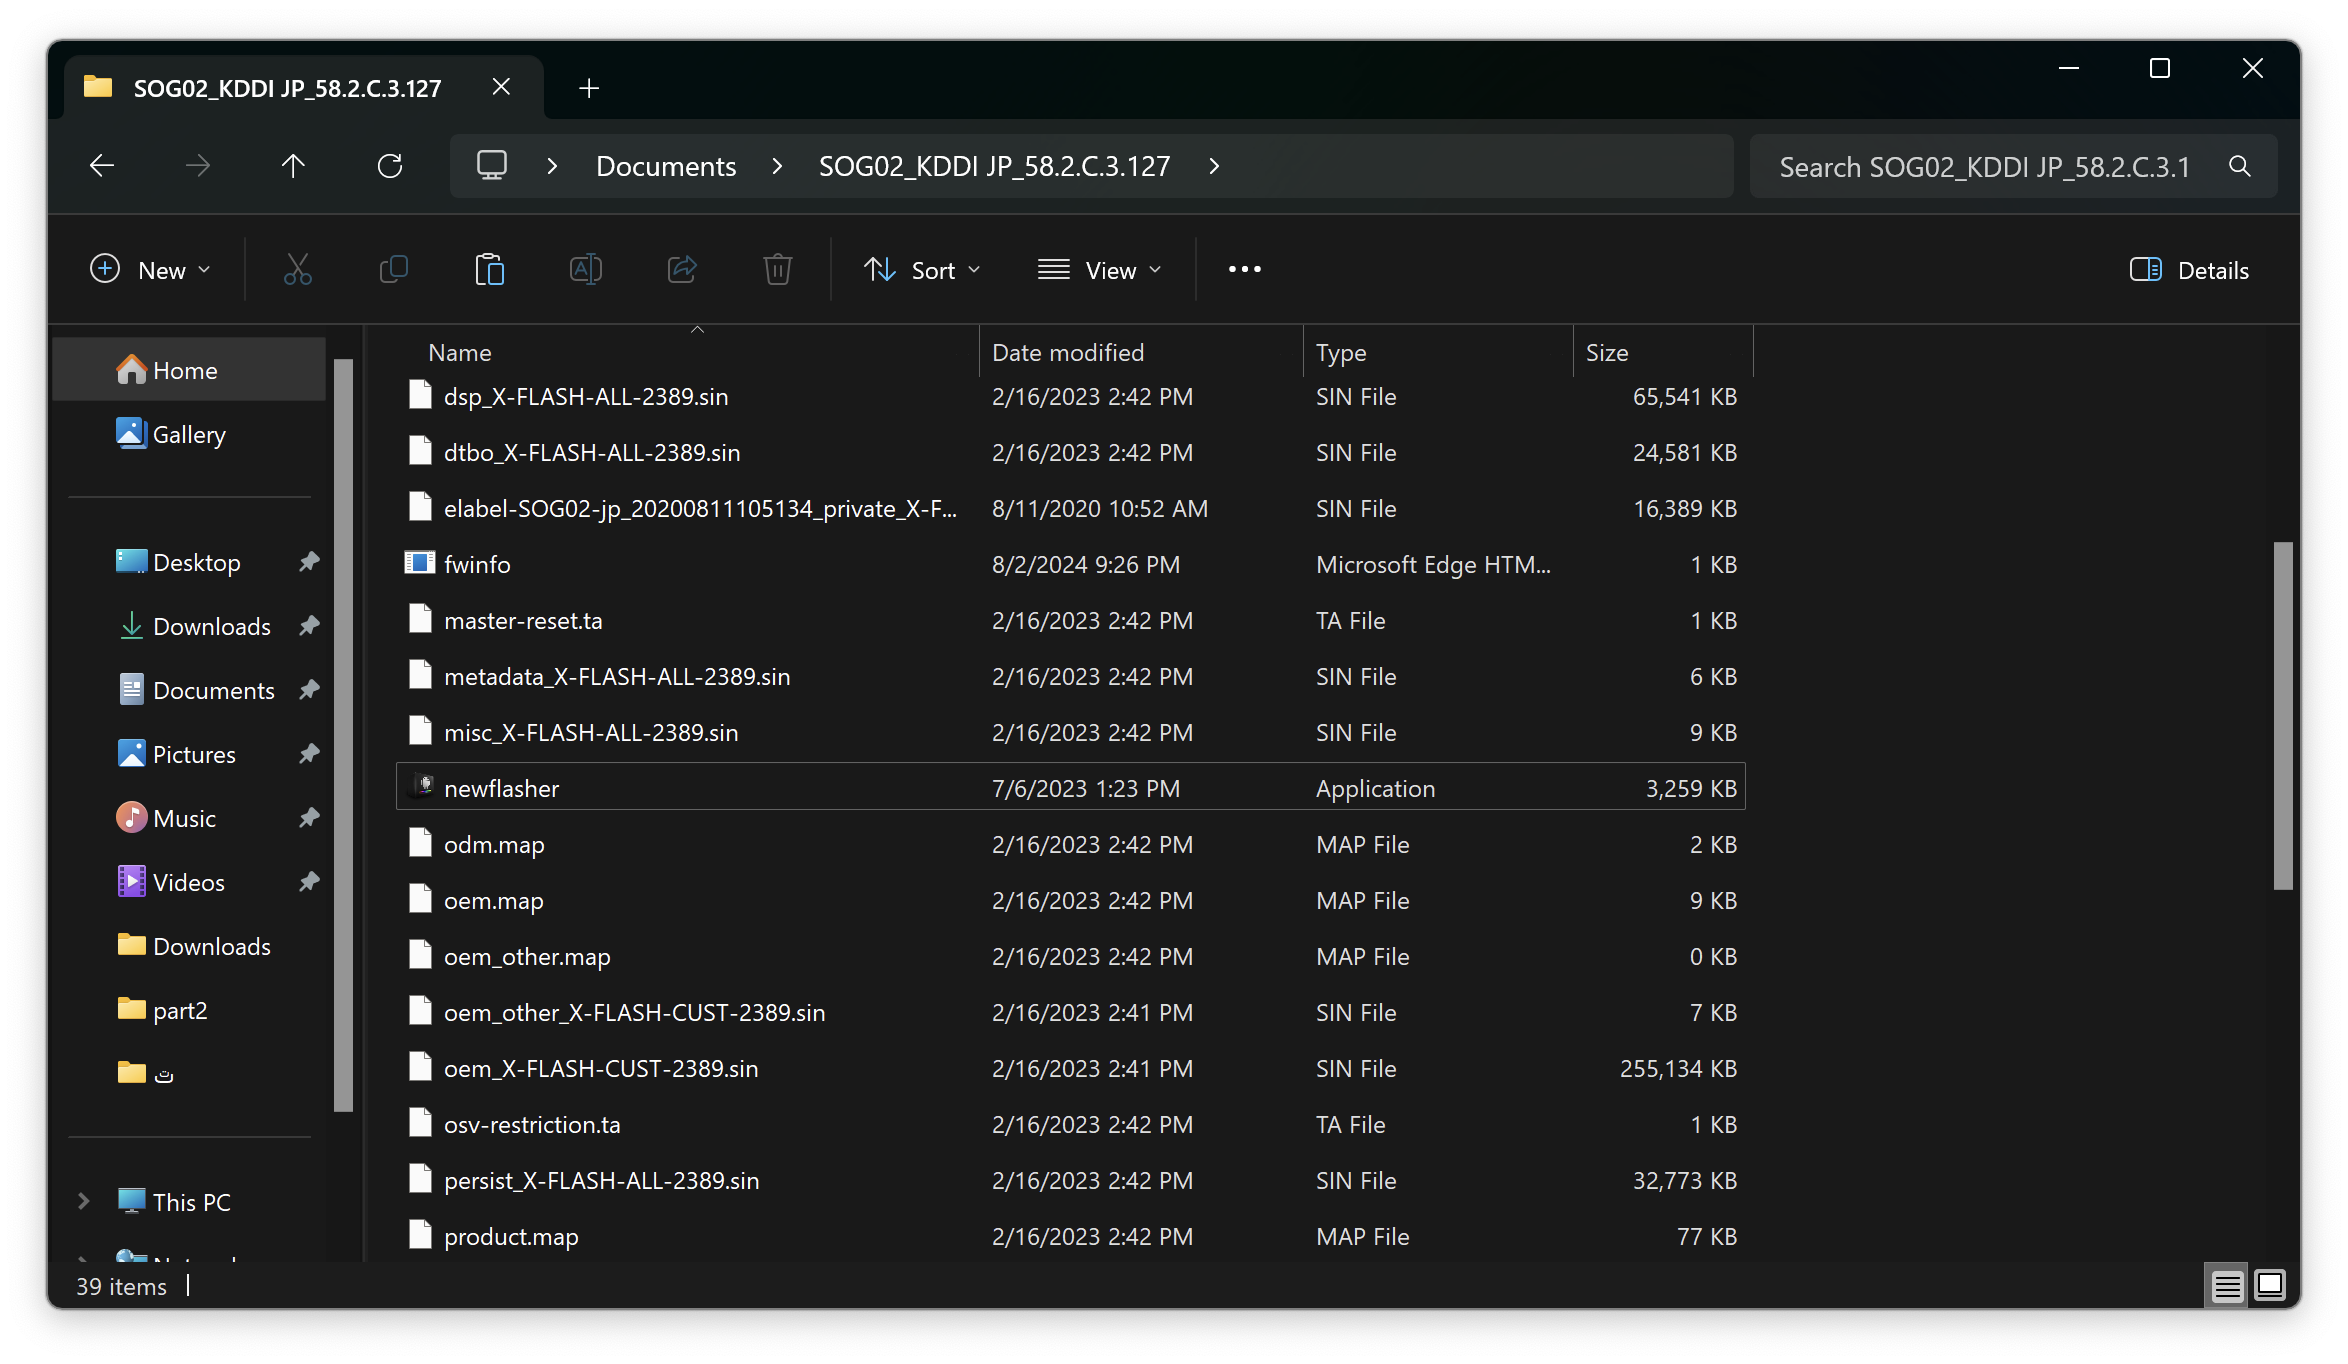 SOG02_KDDI JP_58.2.C.3.127
Documents SOG02_KDDI JP_58.2.C.3.127
Search SOG02_KDDI JP_58.2.C.3.1
New Sort View Details
Home
Gallery
Desktop
Downloads
Documents
Pictures
Music
Videos
Downloads
part2
ت
This PC
Name Date modified Type Size
dsp_X-FLASH-ALL-2389.sin 2/16/2023 2:42 PM SIN File 65,541 KB
dtbo_X-FLASH-ALL-2389.sin 2/16/2023 2:42 PM SIN File 24,581 KB
elabel-SOG02-jp_20200811105134_private_X-F... 8/11/2020 10:52 AM SIN File 16,389 KB
fwinfo 8/2/2024 9:26 PM Microsoft Edge HTM... 1 KB
master-reset.ta 2/16/2023 2:42 PM TA File 1 KB
metadata_X-FLASH-ALL-2389.sin 2/16/2023 2:42 PM SIN File 6 KB
misc_X-FLASH-ALL-2389.sin 2/16/2023 2:42 PM SIN File 9 KB
newflasher 7/6/2023 1:23 PM Application 3,259 KB
odm.map 2/16/2023 2:42 PM MAP File 2 KB
oem.map 2/16/2023 2:42 PM MAP File 9 KB
oem_other.map 2/16/2023 2:42 PM MAP File 0 KB
oem_other_X-FLASH-CUST-2389.sin 2/16/2023 2:41 PM SIN File 7 KB
oem_X-FLASH-CUST-2389.sin 2/16/2023 2:41 PM SIN File 255,134 KB
osv-restriction.ta 2/16/2023 2:42 PM TA File 1 KB
persist_X-FLASH-ALL-2389.sin 2/16/2023 2:42 PM SIN File 32,773 KB
product.map 2/16/2023 2:42 PM MAP File 77 KB
39 items